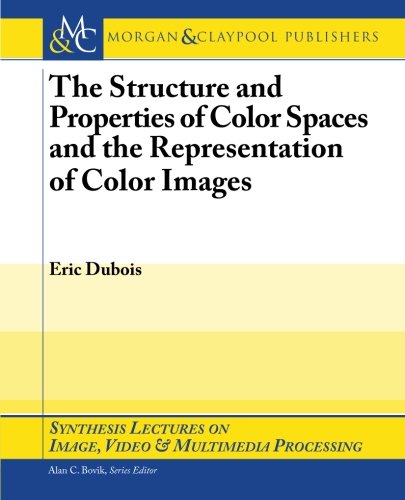 M
&C
MORGAN & CLAYPOOL PUBLISHERS
The Structure and
Properties of Color Spaces
and the Representation
of Color Images
Eric Dubois
SYNTHESIS LECTURES ON
IMAGE, VIDEO & MULTIMEDIA PROCESSING
Alan C. Bovik, Series Editor